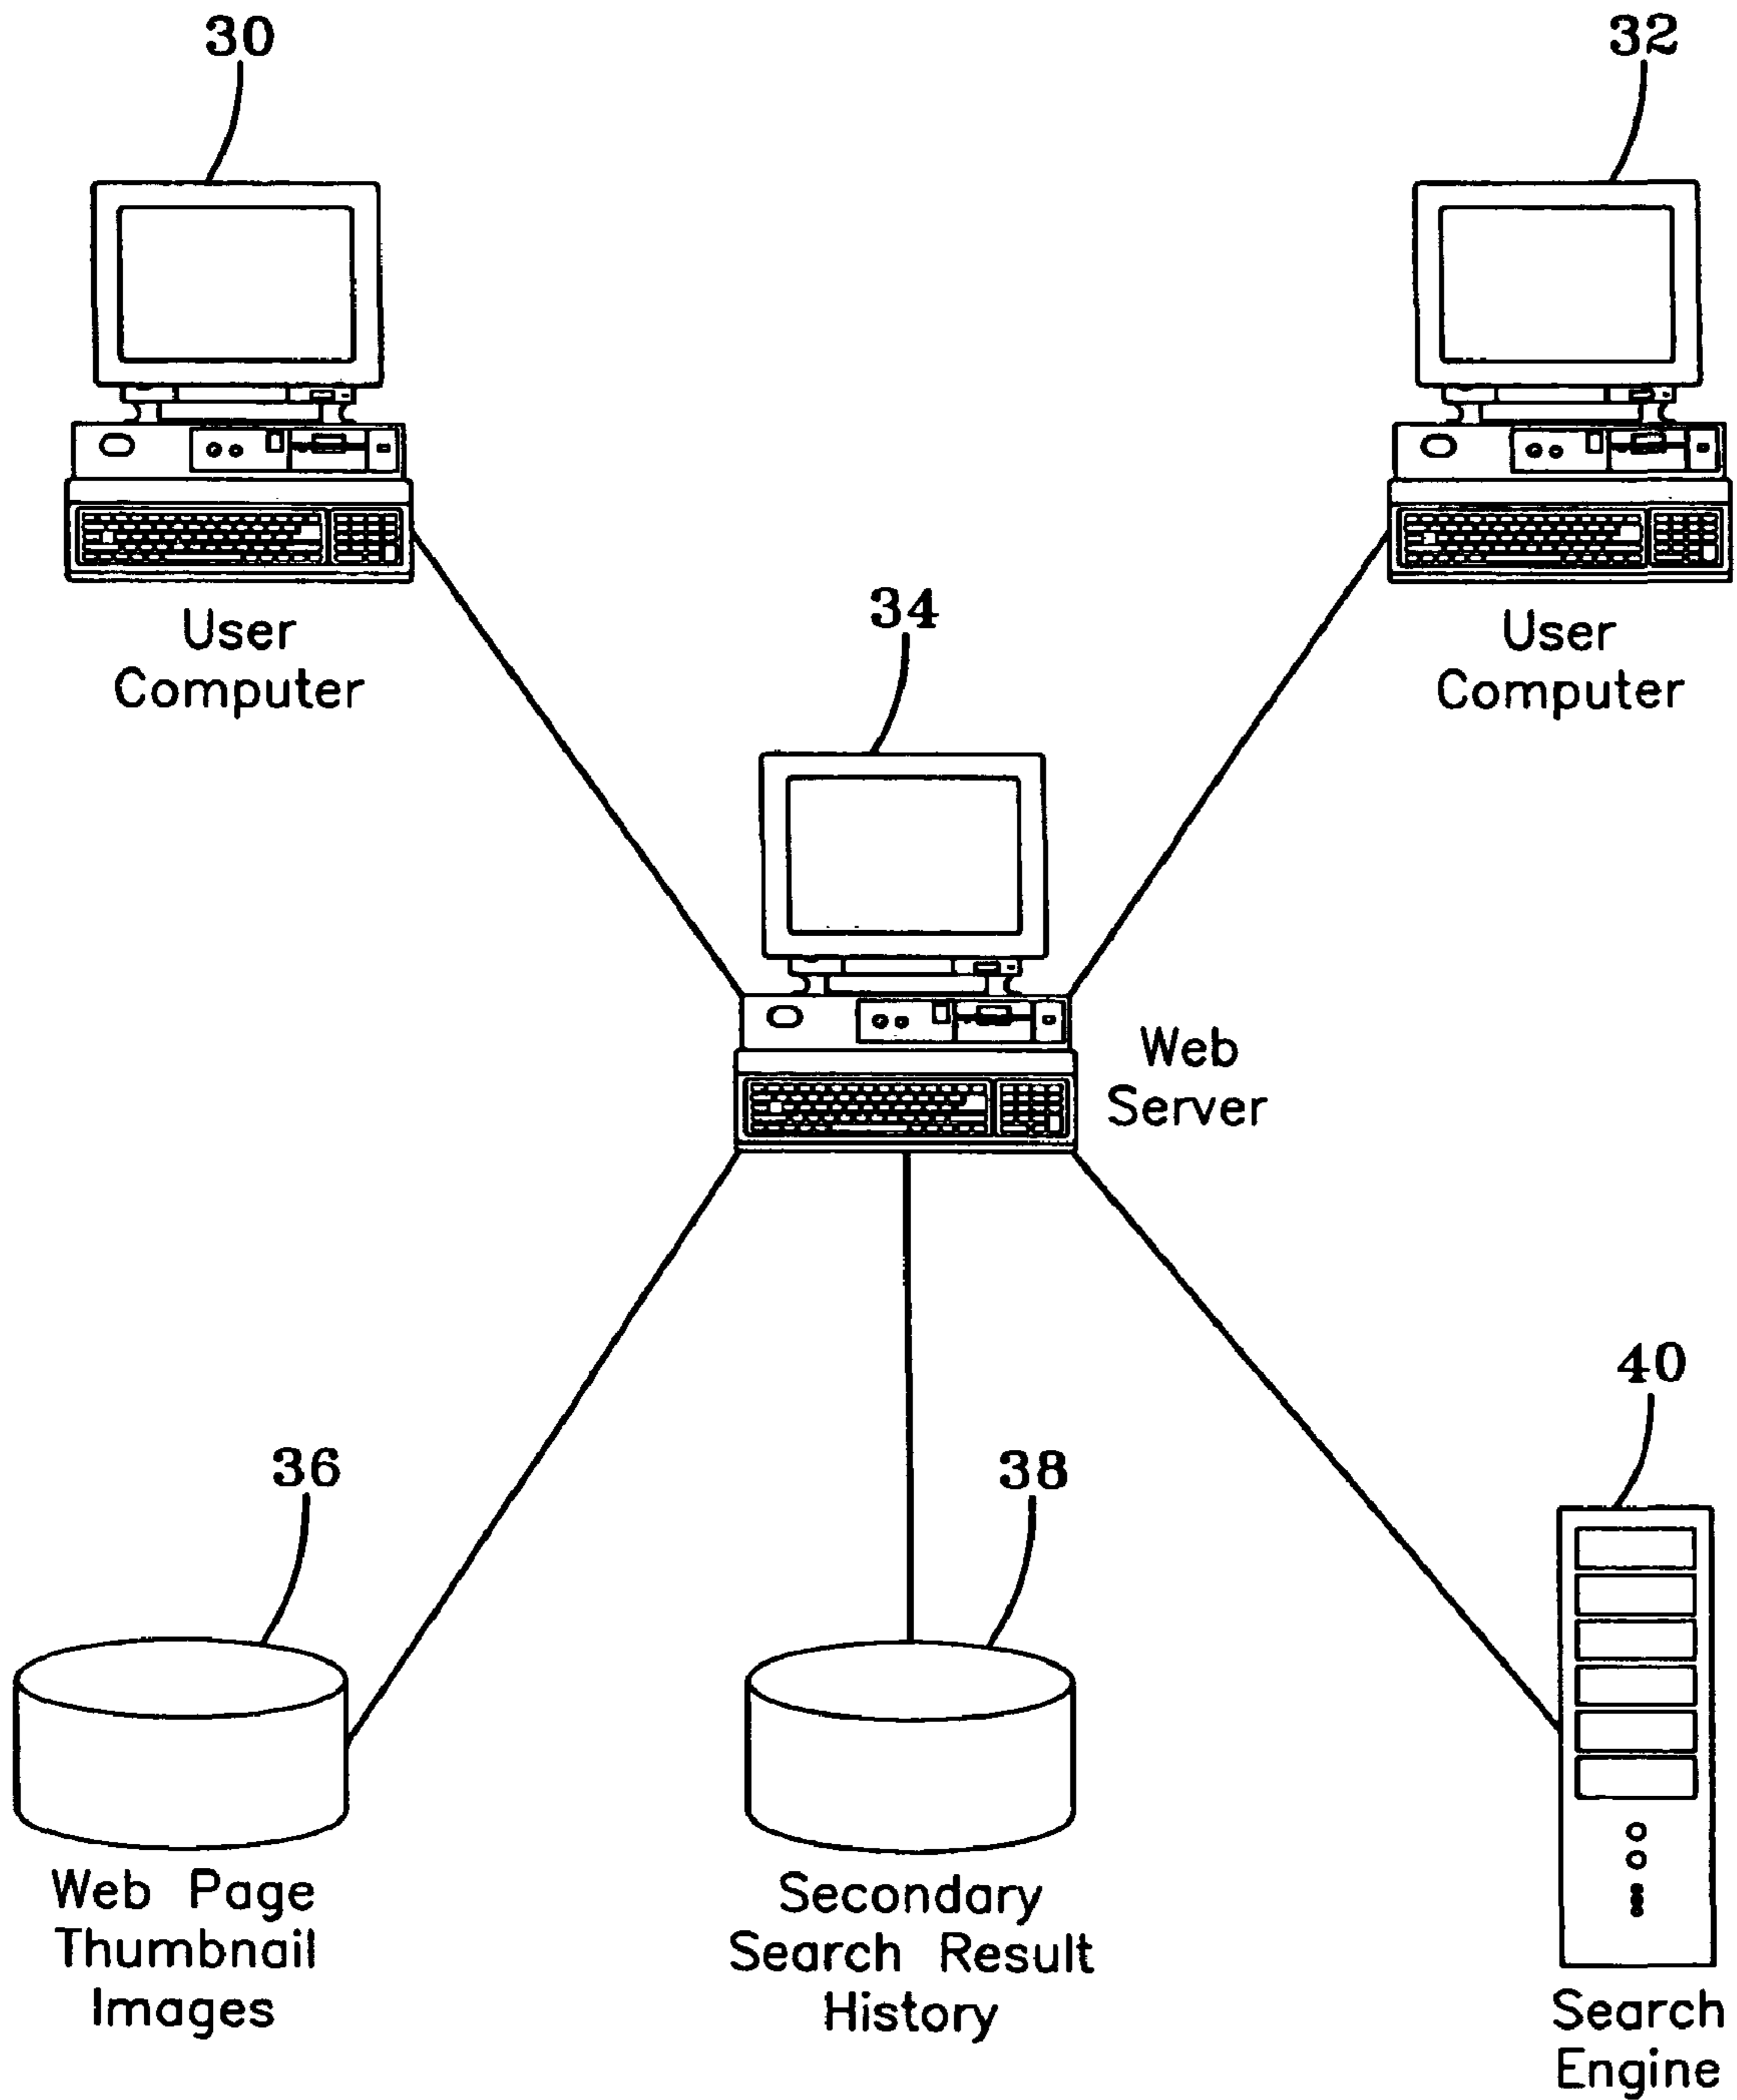 30
32
User
Computer
User
Computer
34
Web
Server
40
36
38
Web Page
Thumbnail
Images
Secondary
Search Result
History
Search
Engine